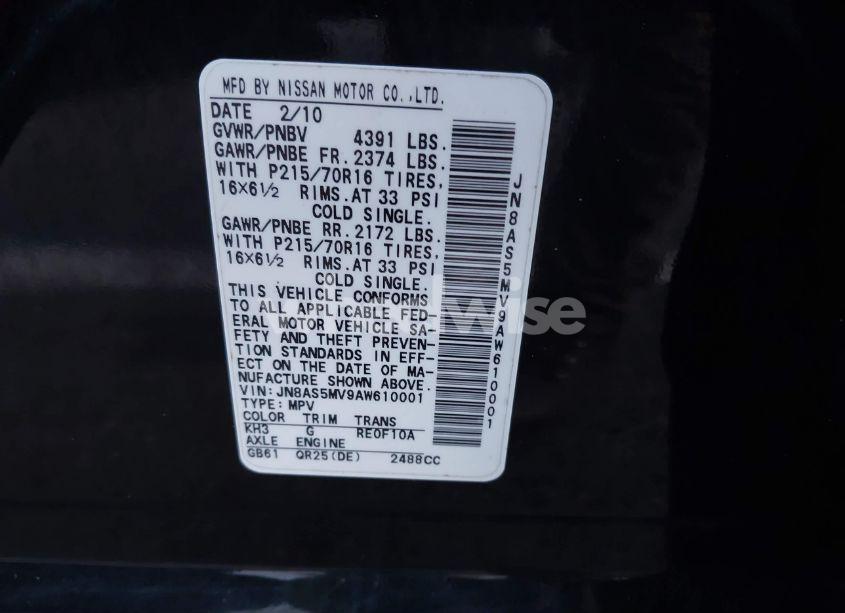 MFD BY NISSAN MOTOR CO.,LTD.
DATE 2/10
GVWR/PNBV 4391 LBS.
GAWR/PNBE FR. 2374 LBS.
WITH P215/70R16 TIRES,
16X6½ RIMS. AT 33 PSI
COLD SINGLE.
GAWR/PNBE RR. 2172 LBS.
WITH P215/70R16 TIRES,
16X6½ RIMS. AT 33 PSI
COLD SINGLE.
THIS VEHICLE CONFORMS
TO ALL APPLICABLE FED-
ERAL MOTOR VEHICLE SA-
FETY AND THEFT PREVEN-
TION STANDARDS IN EFF-
ECT ON THE DATE OF MA-
NUFACTURE SHOWN ABOVE.
VIN: JN8AS5MV9AW610001
TYPE: MPV
COLOR TRIM TRANS
KH3 G RE0F10A
AXLE ENGINE
GB61 QR25(DE) 2488CC
JN8AS5MV9AW610001